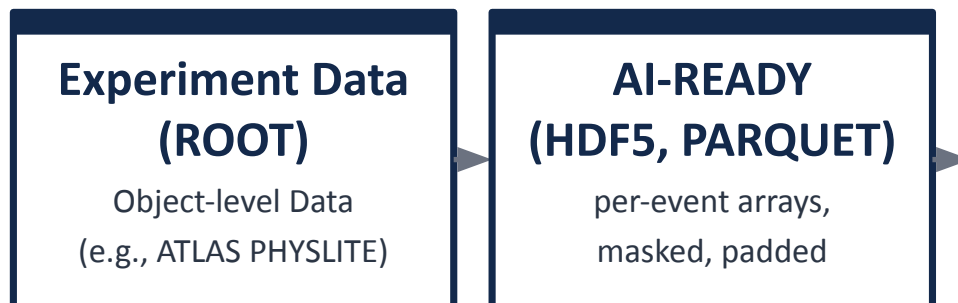 Experiment Data
(ROOT)
Object-level Data
(e.g., ATLAS PHYSLITE)
AI-READY
(HDF5, PARQUET)
per-event arrays,
masked, padded